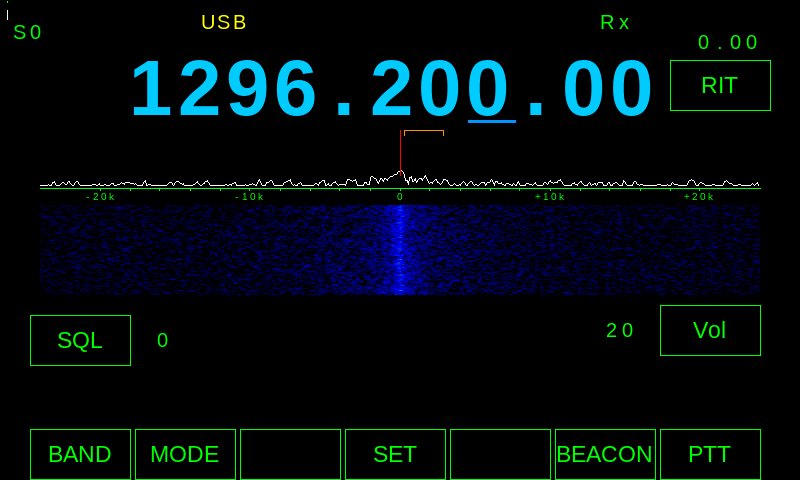 S0 USB Rx 0.00
1296.200.00 RIT
-20k -10k 0 +10k +20k
SQL 0 20 Vol
BAND MODE SET BEACON PTT